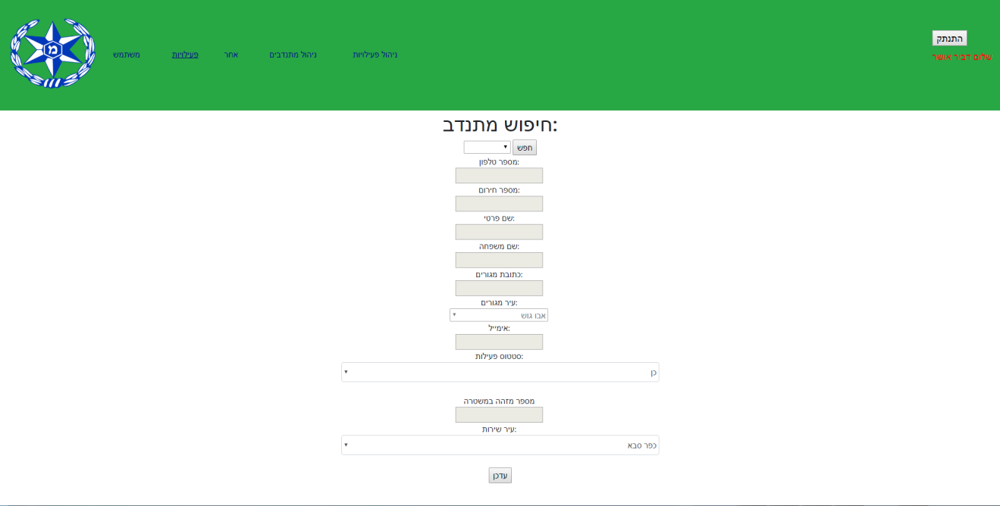 התנתק
שלום דביר אושר
משתמש
פעילויות
אחר
ניהול מתנדבים
ניהול פעילויות
מ
חיפוש מתנדב:
חפש
מספר טלפון:
מספר חירום:
שם פרטי:
שם משפחה:
כתובת מגורים:
עיר מגורים:
אבו גוש
אימייל:
סטטוס פעילות:
כן
מספר מזהה במשטרה
עיר שירות:
כפר סבא
עדכן